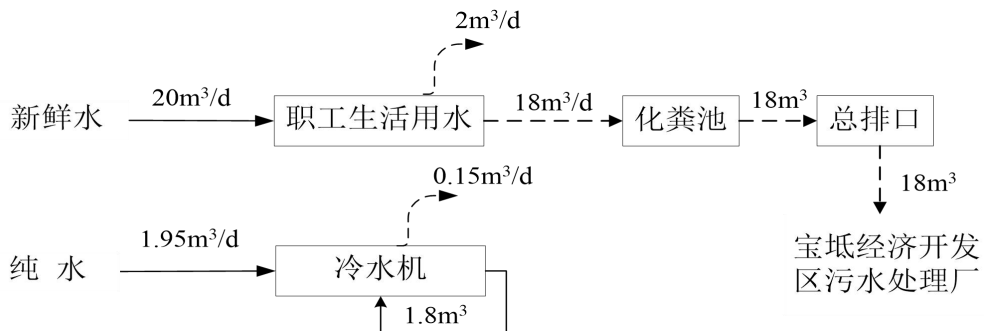 2m³/d
新鲜水
20m³/d
职工生活用水
18m³/d
化粪池
18m³
总排口
18m³
宝坻经济开发
区污水处理厂
0.15m³/d
纯 水
1.95m³/d
冷水机
1.8m³